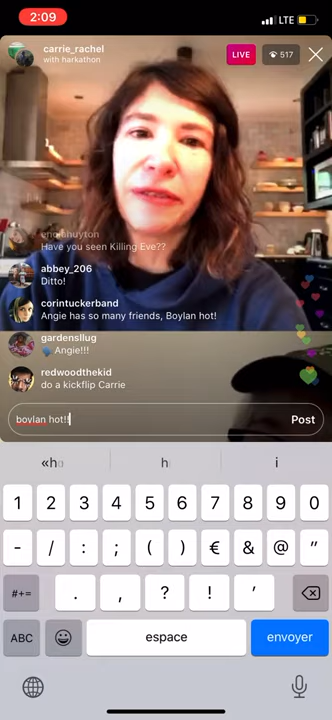 2:09
LTE
carrie_rachel
with harkathon
LIVE
517
Have you seen Killing Eve??
abbey_206
Ditto!
corintuckerband
Angie has so many friends, Boylan hot!
gardensllug
Angie!!!
redwoodthekid
do a kickflip Carrie
boylan hot!!
Post
«h
h
i
1 2 3 4 5 6 7 8 9 0
- / : ; ( ) € & @ "
#+= . , ? ! '
ABC espace envoyer